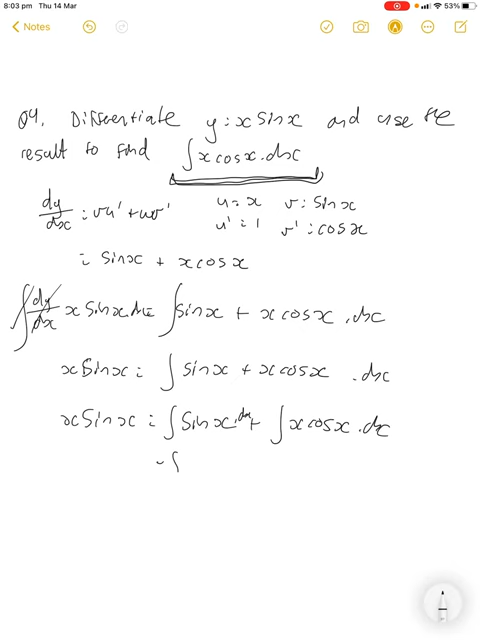 8:03 pm Thu 14 Mar 53%
Notes
Q4. Differentiate y = x sin x and use the
result to find ∫ x cos x . dx
dy/dx = vu' + uv' u = x v = sin x
u' = 1 v' = cos x
= sin x + x cos x
∫ dy/dx x sin x dx = ∫ sin x + x cos x . dx
x sin x = ∫ sin x + x cos x . dx
x sin x = ∫ sin x . dx + ∫ x cos x . dx
- ∫